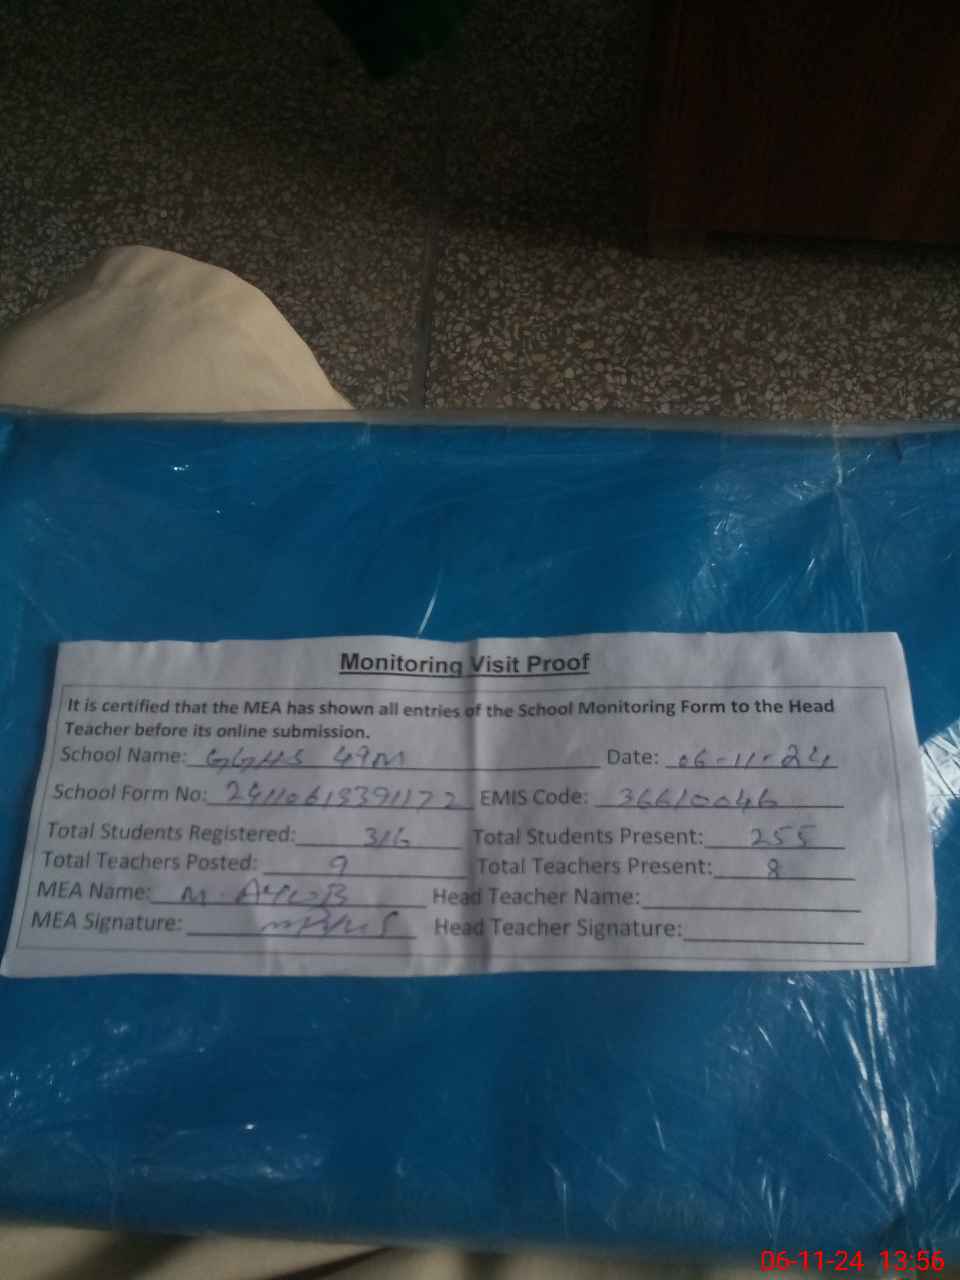 Monitoring Visit Proof
It is certified that the MEA has shown all entries of the School Monitoring Form to the Head
Teacher before its online submission.
School Name: GGHS 49M Date: 06-11-24
School Form No: EMIS Code: 36610046
Total Students Registered: 316 Total Students Present: 255
Total Teachers Posted: 9 Total Teachers Present: 8
MEA Name: M. Head Teacher Name:
MEA Signature: Head Teacher Signature:
06-11-24 13:56